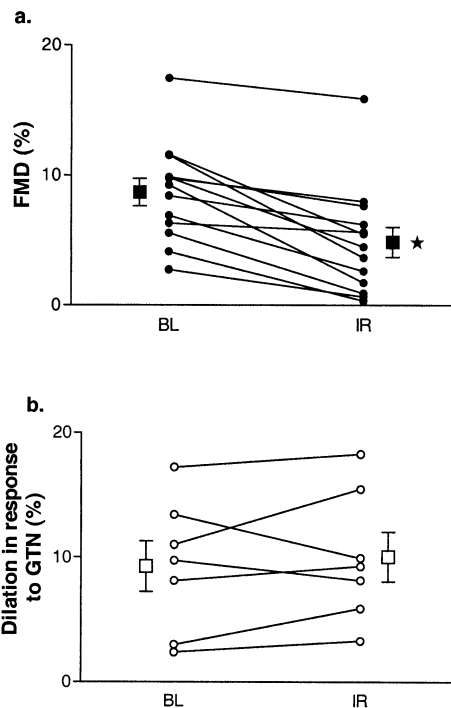 a.
20
10
0
FMD (%)
BL IR
b.
20
10
0
Dilation in response
to GTN (%)
BL IR